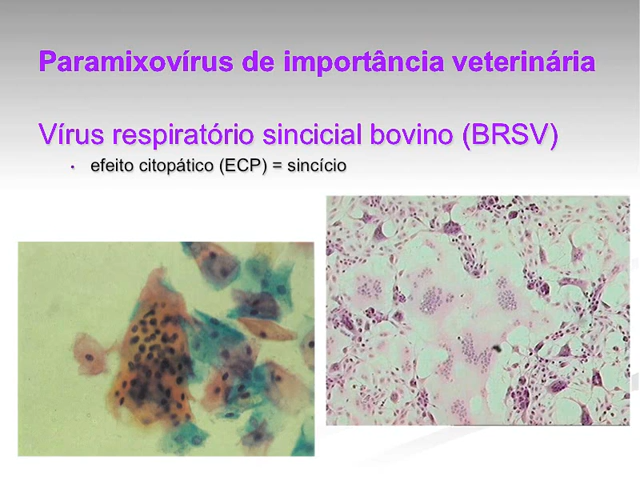 Paramixovírus de importância veterinária
Vírus respiratório sincicial bovino (BRSV)
• efeito citopático (ECP) = sincício